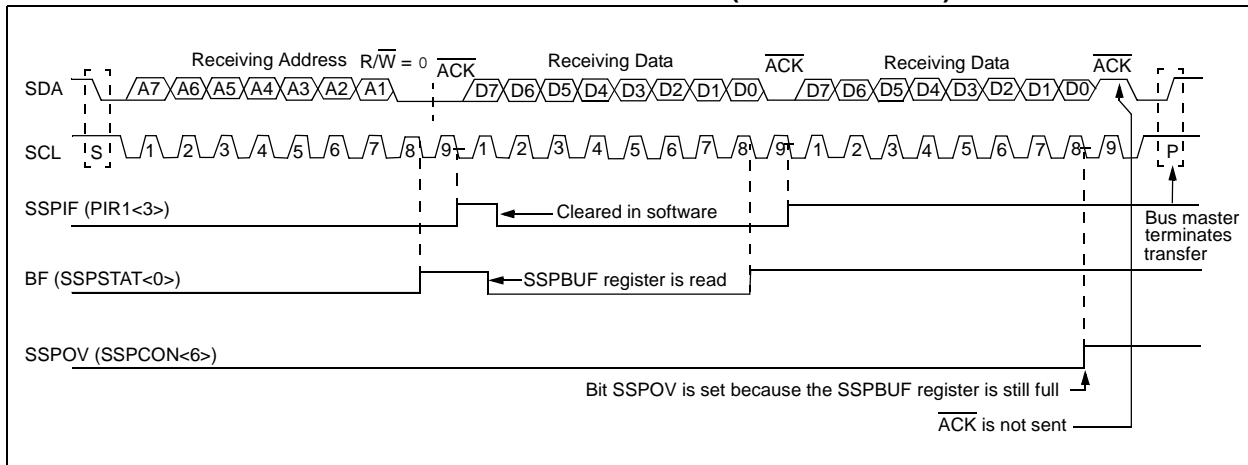 Receiving Address R/W̅ = 0 A̅C̅K̅ Receiving Data A̅C̅K̅ Receiving Data A̅C̅K̅
SDA A7 A6 A5 A4 A3 A2 A1 D7 D6 D5 D4 D3 D2 D1 D0 D7 D6 D5 D4 D3 D2 D1 D0
SCL S 1 2 3 4 5 6 7 8 9 1 2 3 4 5 6 7 8 9 1 2 3 4 5 6 7 8 9 P
SSPIF (PIR1<3>) Cleared in software
Bus master
terminates
transfer
BF (SSPSTAT<0>) SSPBUF register is read
SSPOV (SSPCON<6>)
Bit SSPOV is set because the SSPBUF register is still full
A̅C̅K̅ is not sent